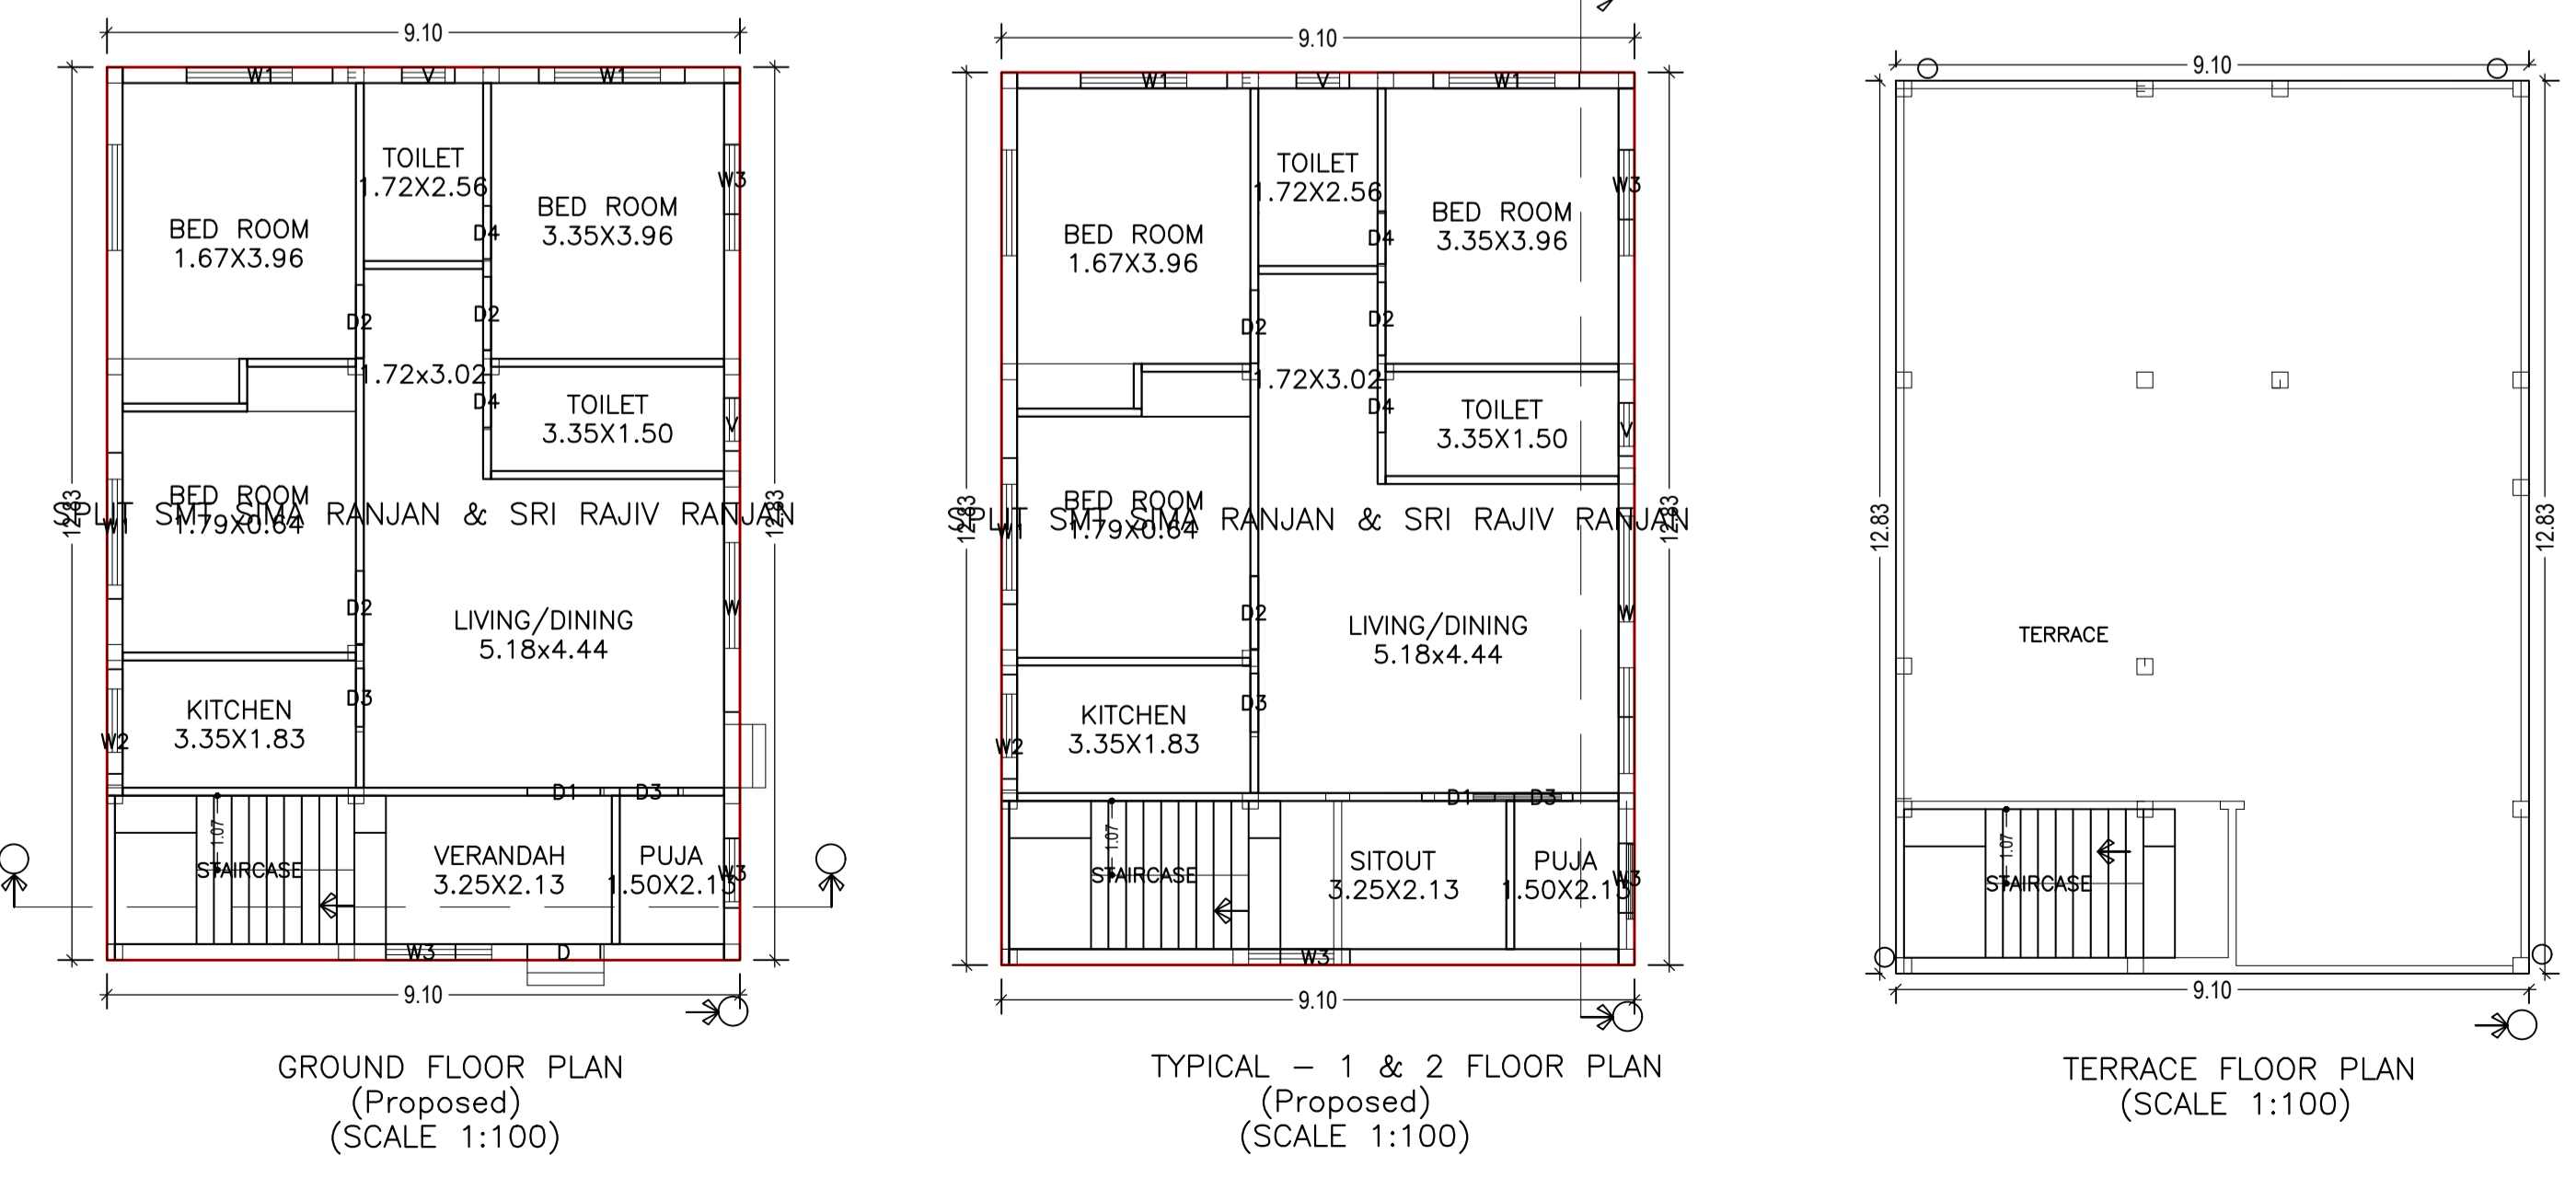 9.10
W1
V
W1
TOILET
1.72X2.56
W3
BED ROOM
3.35X3.96
BED ROOM
1.67X3.96
D4
D2
D2
1.72x3.02
D4
TOILET
3.35X1.50
V
BED ROOM
1.79X0.64
SPLIT SMT SIMA RANJAN & SRI RAJIV RANJAN
12.83
12.83
W1
D2
W
LIVING/DINING
5.18x4.44
D3
KITCHEN
3.35X1.83
W2
D1
D3
1.07
STAIRCASE
VERANDAH
3.25X2.13
PUJA
1.50X2.13
W3
W3
D
9.10
GROUND FLOOR PLAN
(Proposed)
(SCALE 1:100)
9.10
W1
V
W1
TOILET
1.72X2.56
W3
BED ROOM
3.35X3.96
BED ROOM
1.67X3.96
D4
D2
D2
1.72X3.02
D4
TOILET
3.35X1.50
V
BED ROOM
1.79X0.64
SPLIT SMT SIMA RANJAN & SRI RAJIV RANJAN
12.83
12.83
W1
D2
W
LIVING/DINING
5.18x4.44
D3
KITCHEN
3.35X1.83
W2
D1
D3
1.07
STAIRCASE
SITOUT
3.25X2.13
PUJA
1.50X2.13
W3
W3
9.10
TYPICAL - 1 & 2 FLOOR PLAN
(Proposed)
(SCALE 1:100)
9.10
12.83
12.83
TERRACE
1.07
STAIRCASE
9.10
TERRACE FLOOR PLAN
(SCALE 1:100)